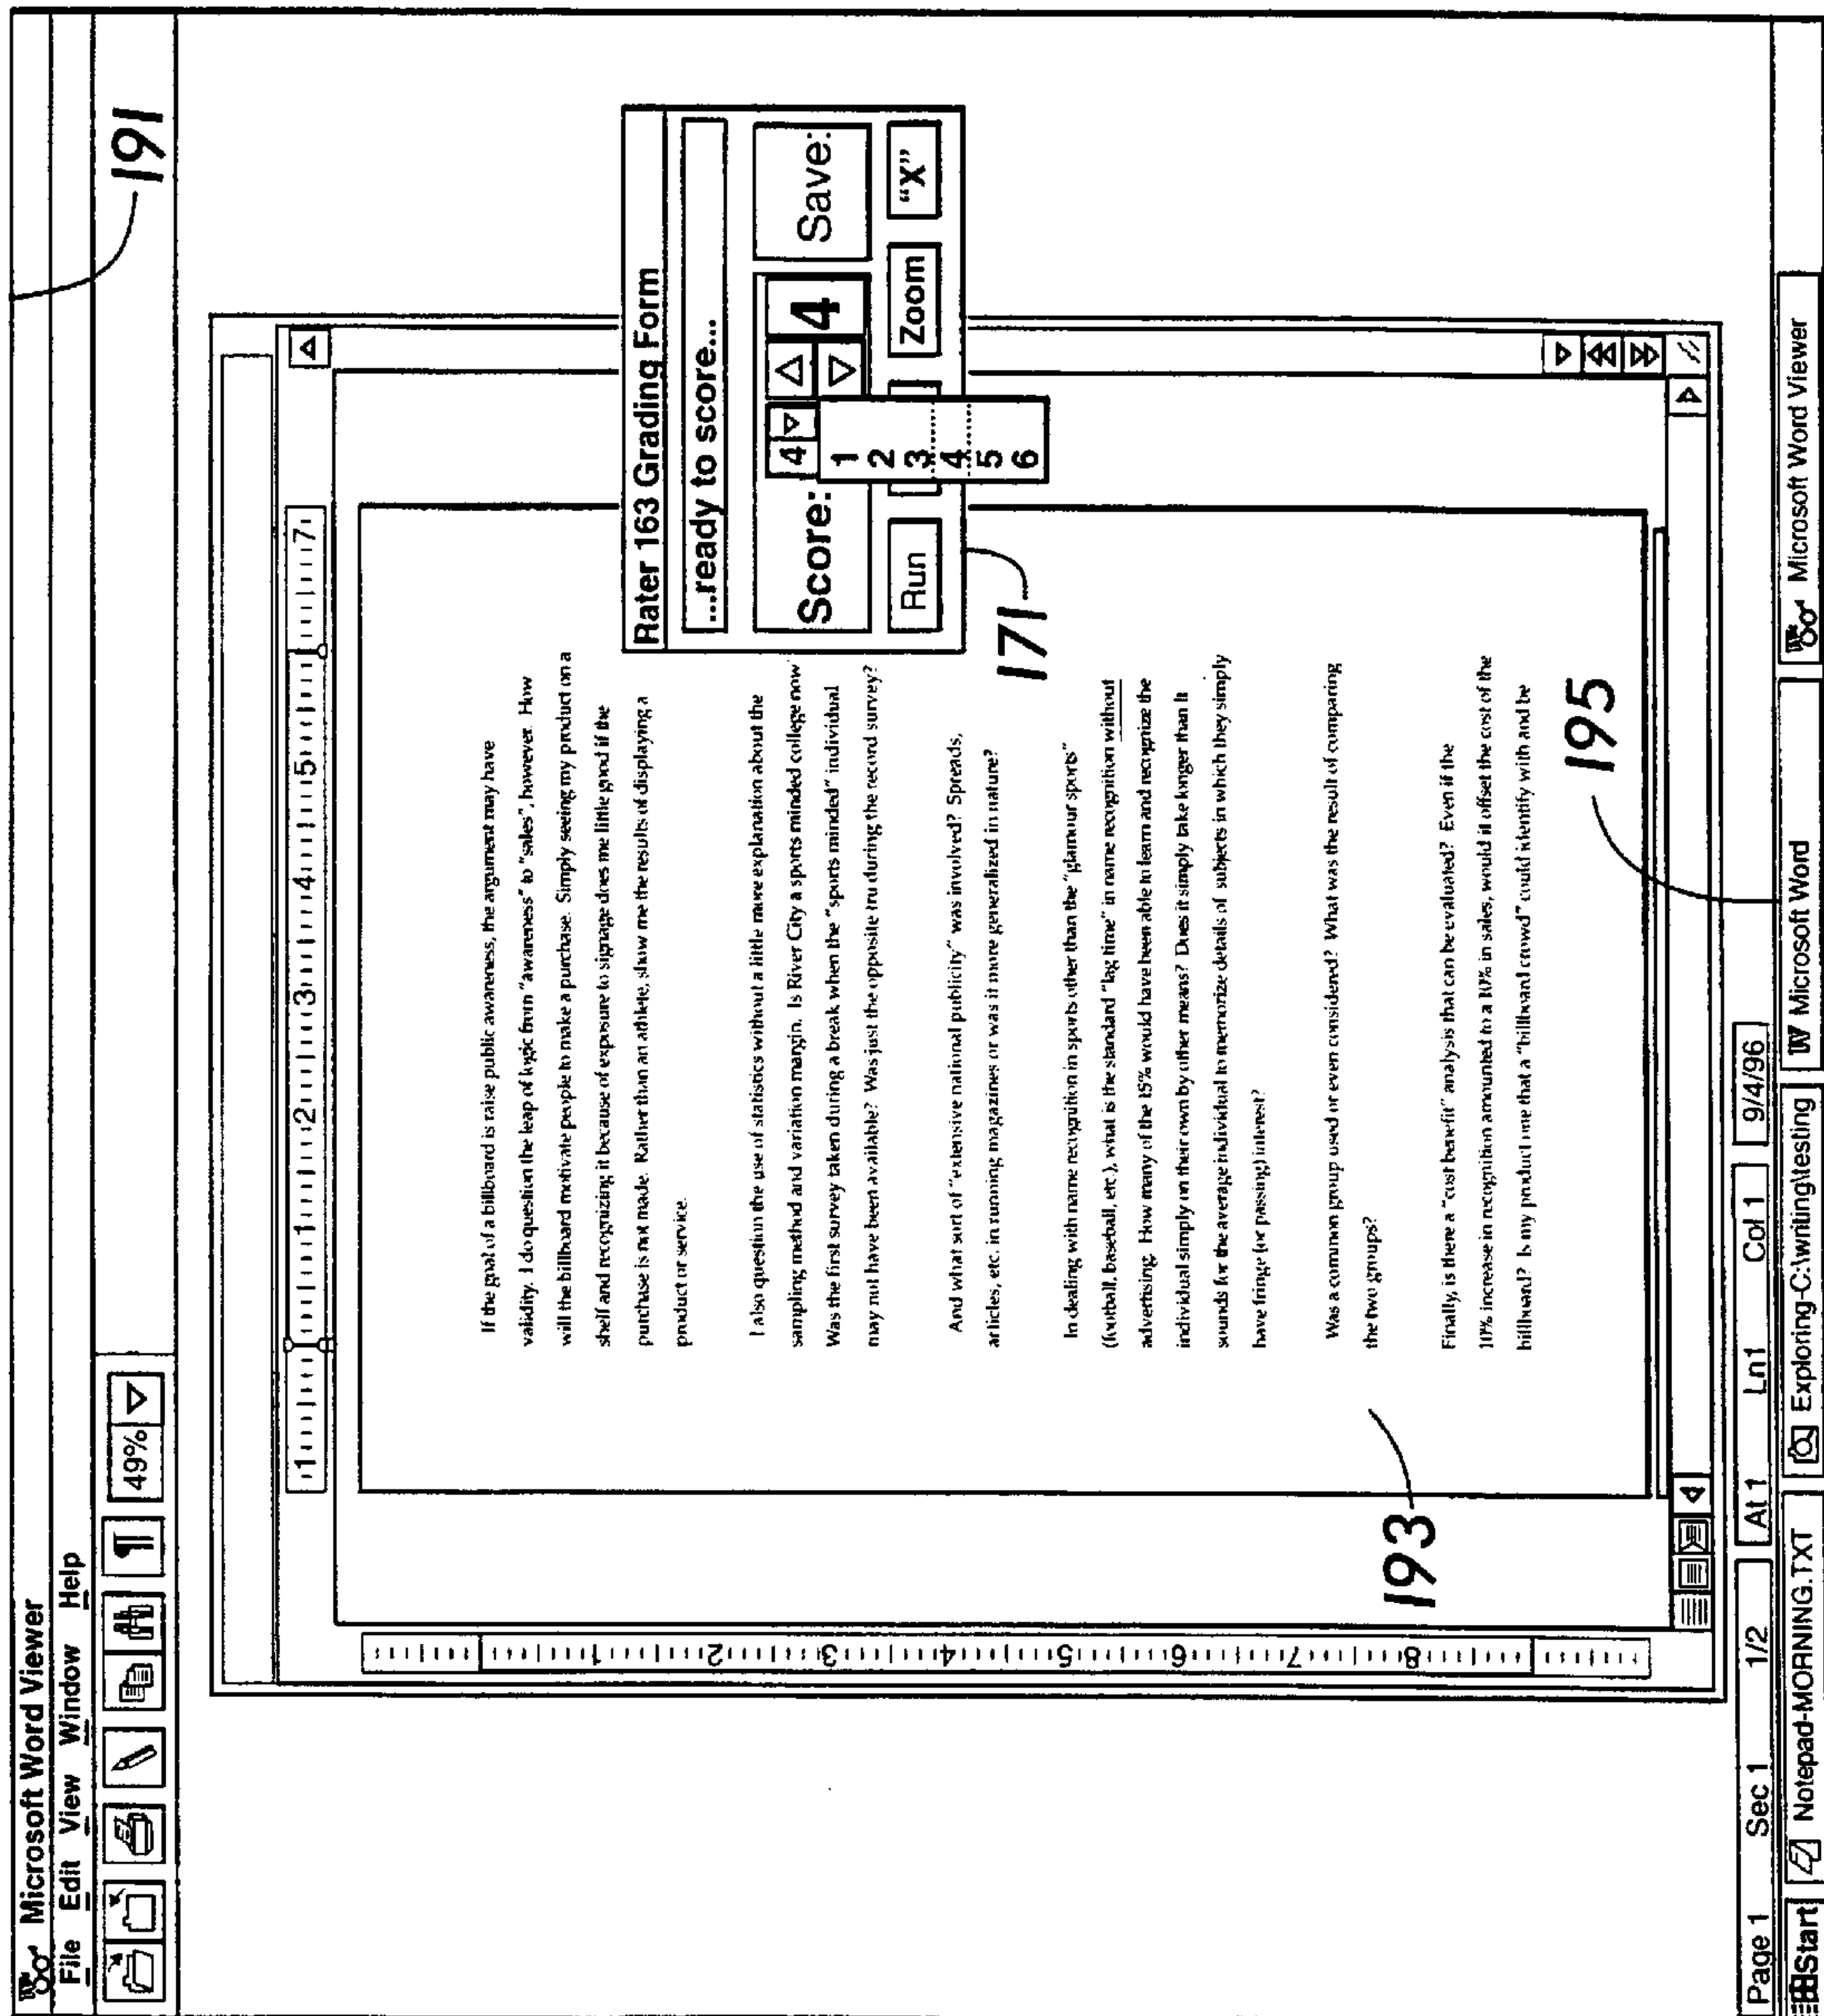 Microsoft Word Viewer
File Edit View Window Help
¶ 49%
191
1 1 2 3 4 5 7
1 2 3 4 5 6 7 8
If the goal of a billboard is raise public awareness, the argument may have
validity. I do question the leap of logic from "awareness" to "sales", however. How
will the billboard motivate people to make a purchase. Simply seeing my product on a
shelf and recognizing it because of exposure to signage does me little good if the
purchase is not made. Rather than an athlete, show me the results of displaying a
product or service.
I also question the use of statistics without a little more explanation about the
sampling method and variation margin. Is River City a sports minded college now
Was the first survey taken during a break when the "sports minded" individual
may not have been available? Was just the opposite tru during the record survey?
And what sort of "extensive national publicity" was involved? Spreads,
articles, etc. in running magazines or was it more generalized in nature?
In dealing with name recognition in sports other than the "glamour sports"
(football, baseball, etc.), what is the standard "lag time" in name recognition without
advertising. How many of the 15% would have been able to learn and recognize the
individual simply on their own by other means? Does it simply take longer than
sounds for the average individual to memorize details of subjects in which they simply
have fringe (or passing) interest?
Was a common group used or even considered? What was the result of comparing
the two groups?
Finally, is there a "cost benefit" analysis that can be evaluated? Even if the
10% increase in recognition amounted to a 10% in sales, would it offset the cost of the
billboard? Is my product one that a "billboard crowd" could identify with and be
Rater 163 Grading Form
...ready to score...
Score: 4 4 Save:
1
2
3
4
5
6
Run Zoom "X"
171
193
195
Page 1 Sec 1 1/2 At 1 Ln1 Col 1 9/4/96
Start Notepad-MORNING.TXT Exploring-C:\writing\testing W Microsoft Word Microsoft Word Viewer